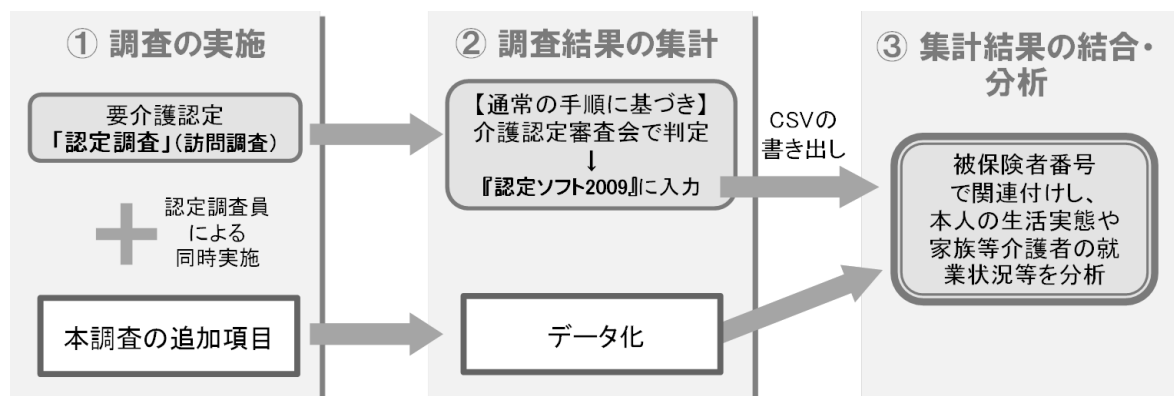 ① 調査の実施
要介護認定
「認定調査」(訪問調査)
認定調査員
による
同時実施
本調査の追加項目
② 調査結果の集計
【通常の手順に基づき】
介護認定審査会で判定
↓
『認定ソフト2009』に入力
データ化
CSVの
書き出し
③ 集計結果の結合・
分析
被保険者番号
で関連付けし、
本人の生活実態や
家族等介護者の就
業状況等を分析